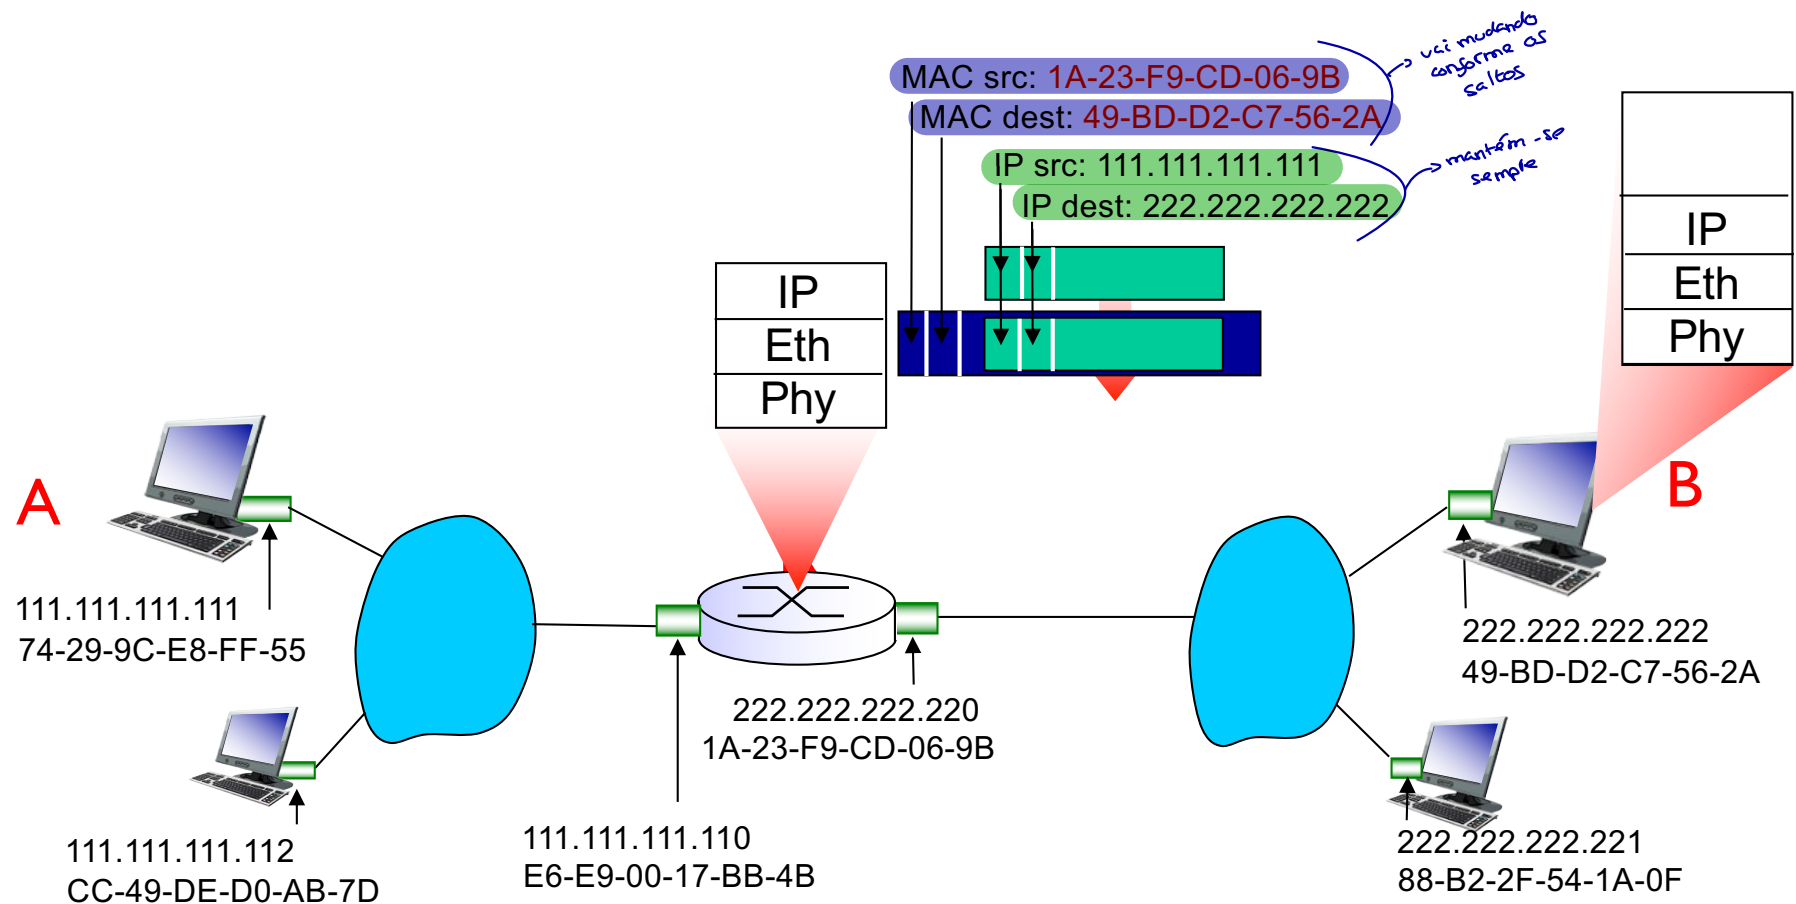 vai mudando
conforme os
saltos
MAC src: 1A-23-F9-CD-06-9B
MAC dest: 49-BD-D2-C7-56-2A
mantém-se
sempre
IP src: 111.111.111.111
IP dest: 222.222.222.222
IP
Eth
Phy
IP
Eth
Phy
A
B
111.111.111.111
74-29-9C-E8-FF-55
222.222.222.222
49-BD-D2-C7-56-2A
222.222.222.220
1A-23-F9-CD-06-9B
111.111.111.112
CC-49-DE-D0-AB-7D
111.111.111.110
E6-E9-00-17-BB-4B
222.222.222.221
88-B2-2F-54-1A-0F